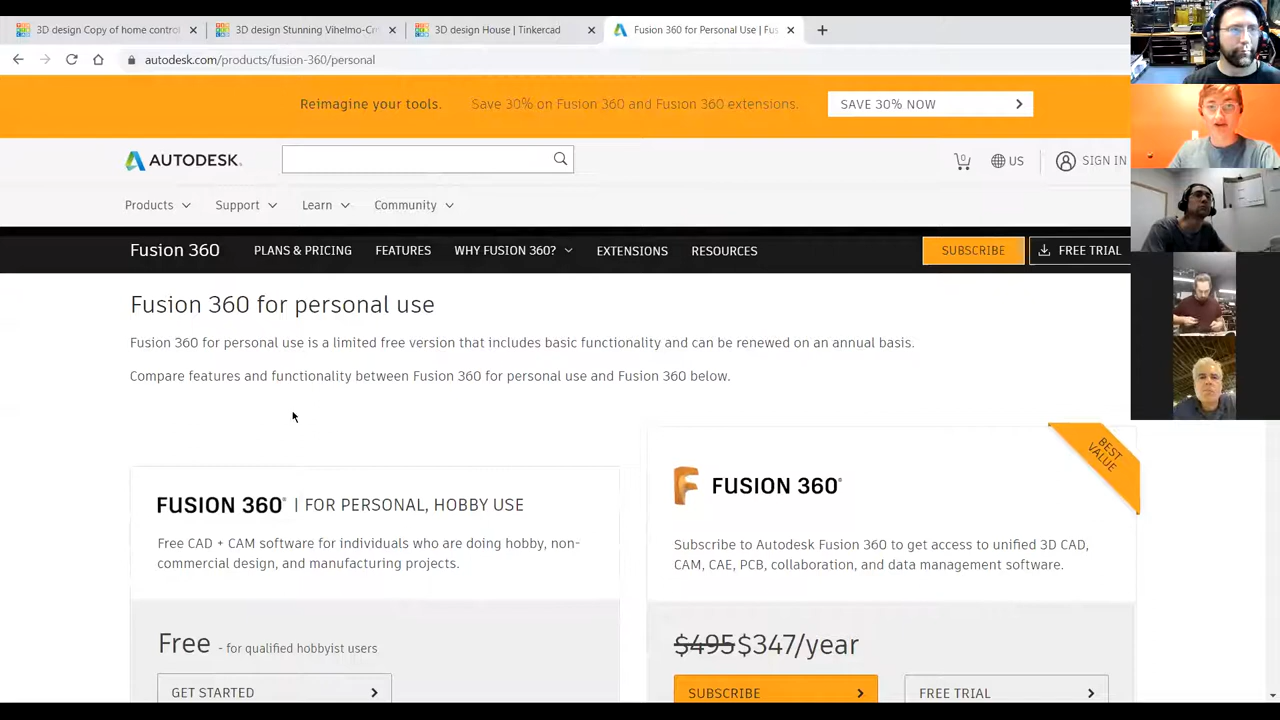 3D design Copy of home control
3D design Stunning Vihelmo-C
3D design House | Tinkercad
Fusion 360 for Personal Use | Fus
autodesk.com/products/fusion-360/personal
Reimagine your tools. Save 30% on Fusion 360 and Fusion 360 extensions.
SAVE 30% NOW
AUTODESK
0
US
SIGN IN
Products
Support
Learn
Community
Fusion 360
PLANS & PRICING
FEATURES
WHY FUSION 360?
EXTENSIONS
RESOURCES
SUBSCRIBE
FREE TRIAL
Fusion 360 for personal use
Fusion 360 for personal use is a limited free version that includes basic functionality and can be renewed on an annual basis.
Compare features and functionality between Fusion 360 for personal use and Fusion 360 below.
FUSION 360® | FOR PERSONAL, HOBBY USE
Free CAD + CAM software for individuals who are doing hobby, non-
commercial design, and manufacturing projects.
Free - for qualified hobbyist users
GET STARTED
BEST
VALUE
FUSION 360®
Subscribe to Autodesk Fusion 360 to get access to unified 3D CAD,
CAM, CAE, PCB, collaboration, and data management software.
$495 $347/year
SUBSCRIBE
FREE TRIAL